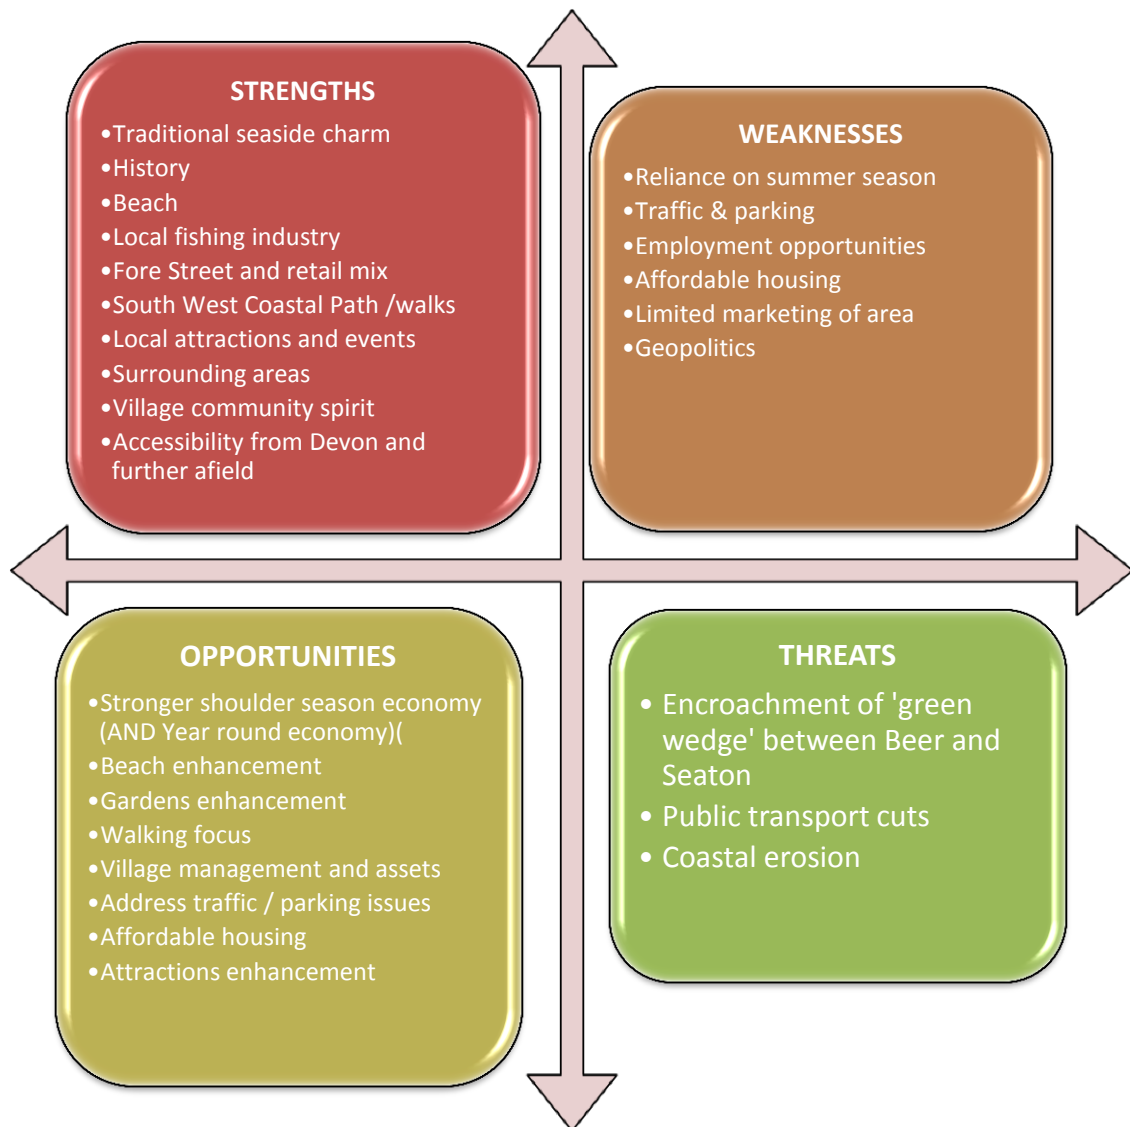 STRENGTHS
•Traditional seaside charm
•History
•Beach
•Local fishing industry
•Fore Street and retail mix
•South West Coastal Path /walks
•Local attractions and events
•Surrounding areas
•Village community spirit
•Accessibility from Devon and
further afield
WEAKNESSES
•Reliance on summer season
•Traffic & parking
•Employment opportunities
•Affordable housing
•Limited marketing of area
•Geopolitics
OPPORTUNITIES
•Stronger shoulder season economy
(AND Year round economy)(
•Beach enhancement
•Gardens enhancement
•Walking focus
•Village management and assets
•Address traffic / parking issues
•Affordable housing
•Attractions enhancement
THREATS
• Encroachment of 'green
wedge' between Beer and
Seaton
• Public transport cuts
• Coastal erosion